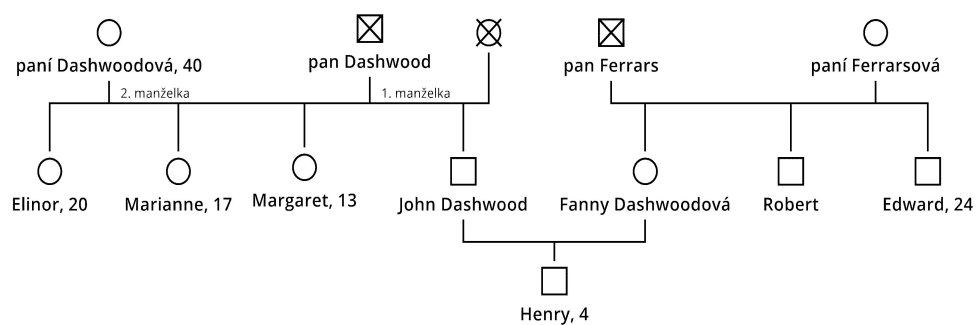 paní Dashwoodová, 40
pan Dashwood
pan Ferrars
paní Ferrarsová
2. manželka
1. manželka
Elinor, 20
Marianne, 17
Margaret, 13
John Dashwood
Fanny Dashwoodová
Robert
Edward, 24
Henry, 4